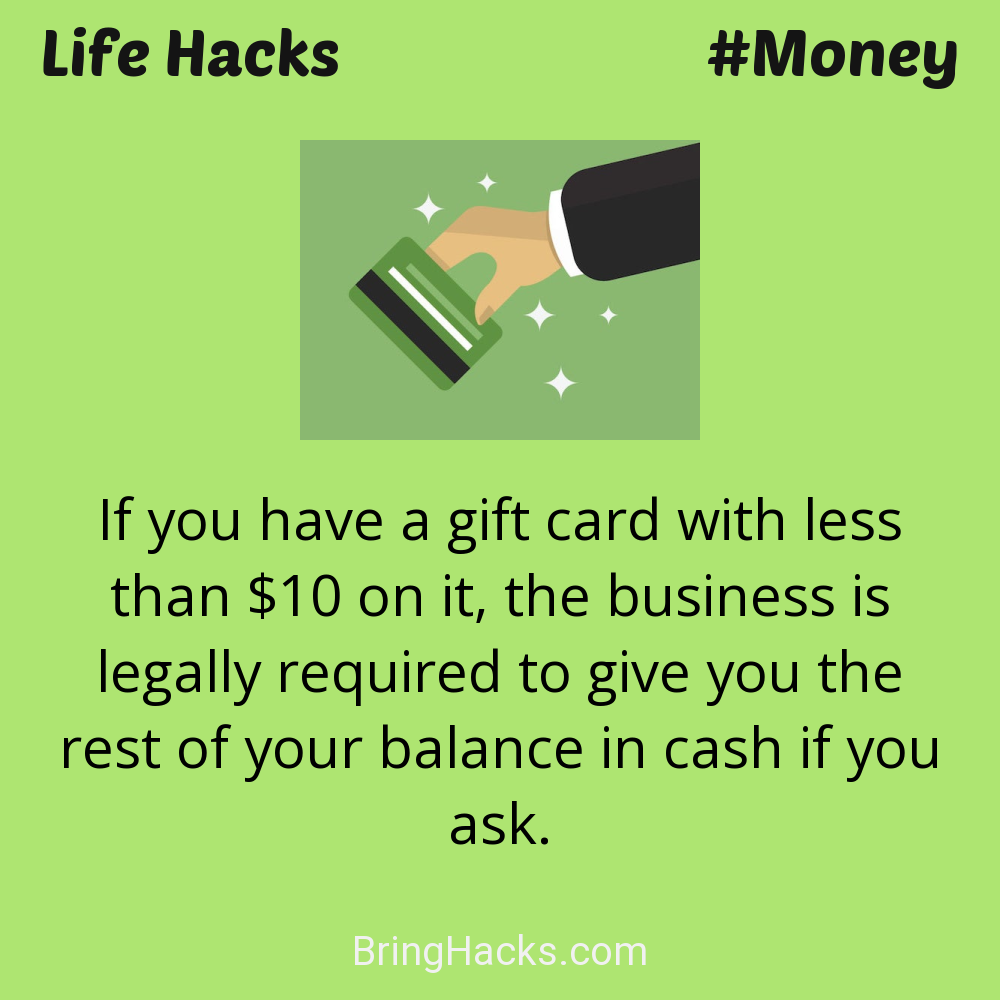 Life Hacks #Money
If you have a gift card with less
than $10 on it, the business is
legally required to give you the
rest of your balance in cash if you
ask.
BringHacks.com